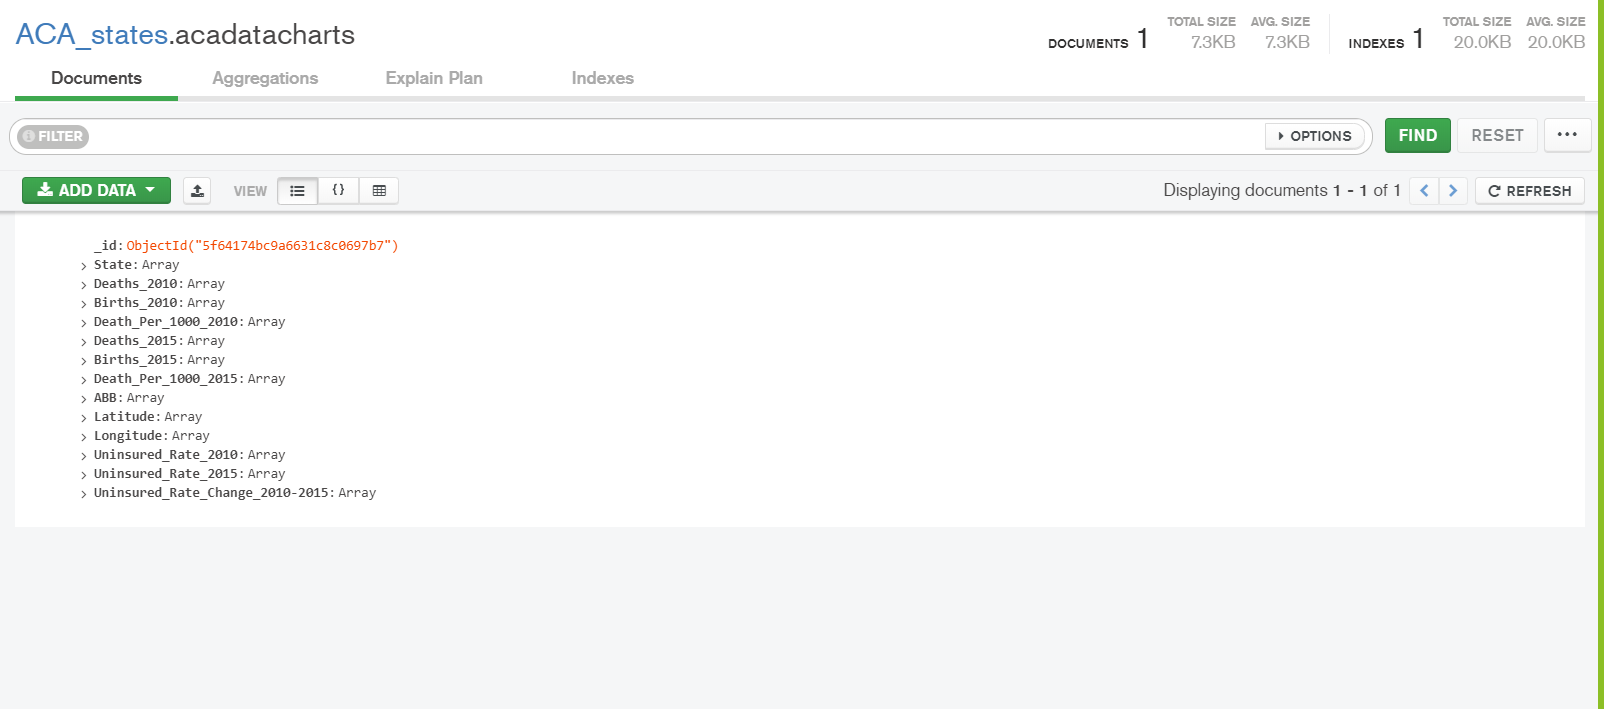 ACA_states.acadatacharts
DOCUMENTS 1 TOTAL SIZE 7.3KB AVG. SIZE 7.3KB INDEXES 1 TOTAL SIZE 20.0KB AVG. SIZE 20.0KB
Documents Aggregations Explain Plan Indexes
FILTER OPTIONS FIND RESET ...
ADD DATA VIEW {} Displaying documents 1 - 1 of 1 REFRESH
_id: ObjectId("5f64174bc9a6631c8c0697b7")
State: Array
Deaths_2010: Array
Births_2010: Array
Death_Per_1000_2010: Array
Deaths_2015: Array
Births_2015: Array
Death_Per_1000_2015: Array
ABB: Array
Latitude: Array
Longitude: Array
Uninsured_Rate_2010: Array
Uninsured_Rate_2015: Array
Uninsured_Rate_Change_2010-2015: Array